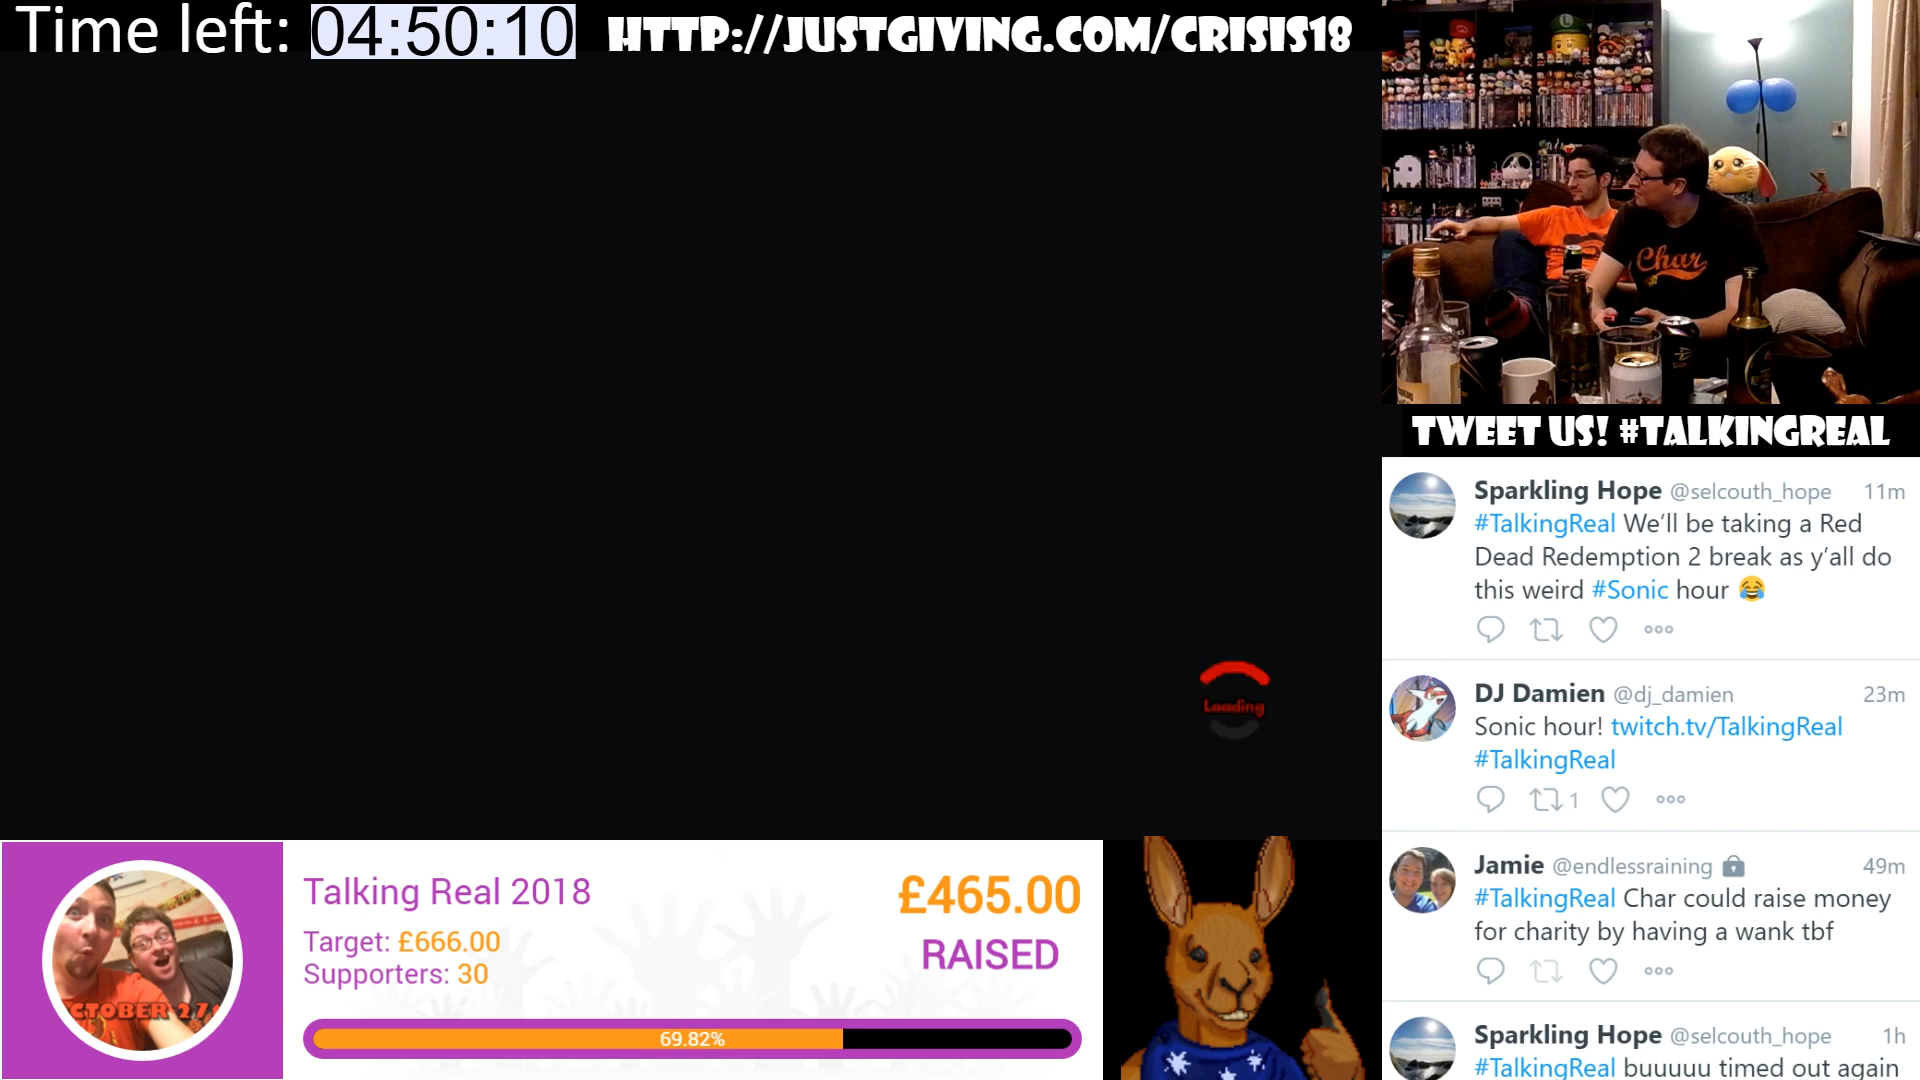 Time left: 04:50:10 HTTP://JUSTGIVING.COM/CRISIS18
Char
TWEET US! #TALKINGREAL
Sparkling Hope @selcouth_hope 11m
#TalkingReal We’ll be taking a Red
Dead Redemption 2 break as y’all do
this weird #Sonic hour 😂
DJ Damien @dj_damien 23m
Sonic hour! twitch.tv/TalkingReal
#TalkingReal
1
Jamie @endlessraining 49m
#TalkingReal Char could raise money
for charity by having a wank tbf
Sparkling Hope @selcouth_hope 1h
#TalkingReal buuuuu timed out again
Loading
CTOBER 27
Talking Real 2018
Target: £666.00
Supporters: 30
£465.00
RAISED
69.82%